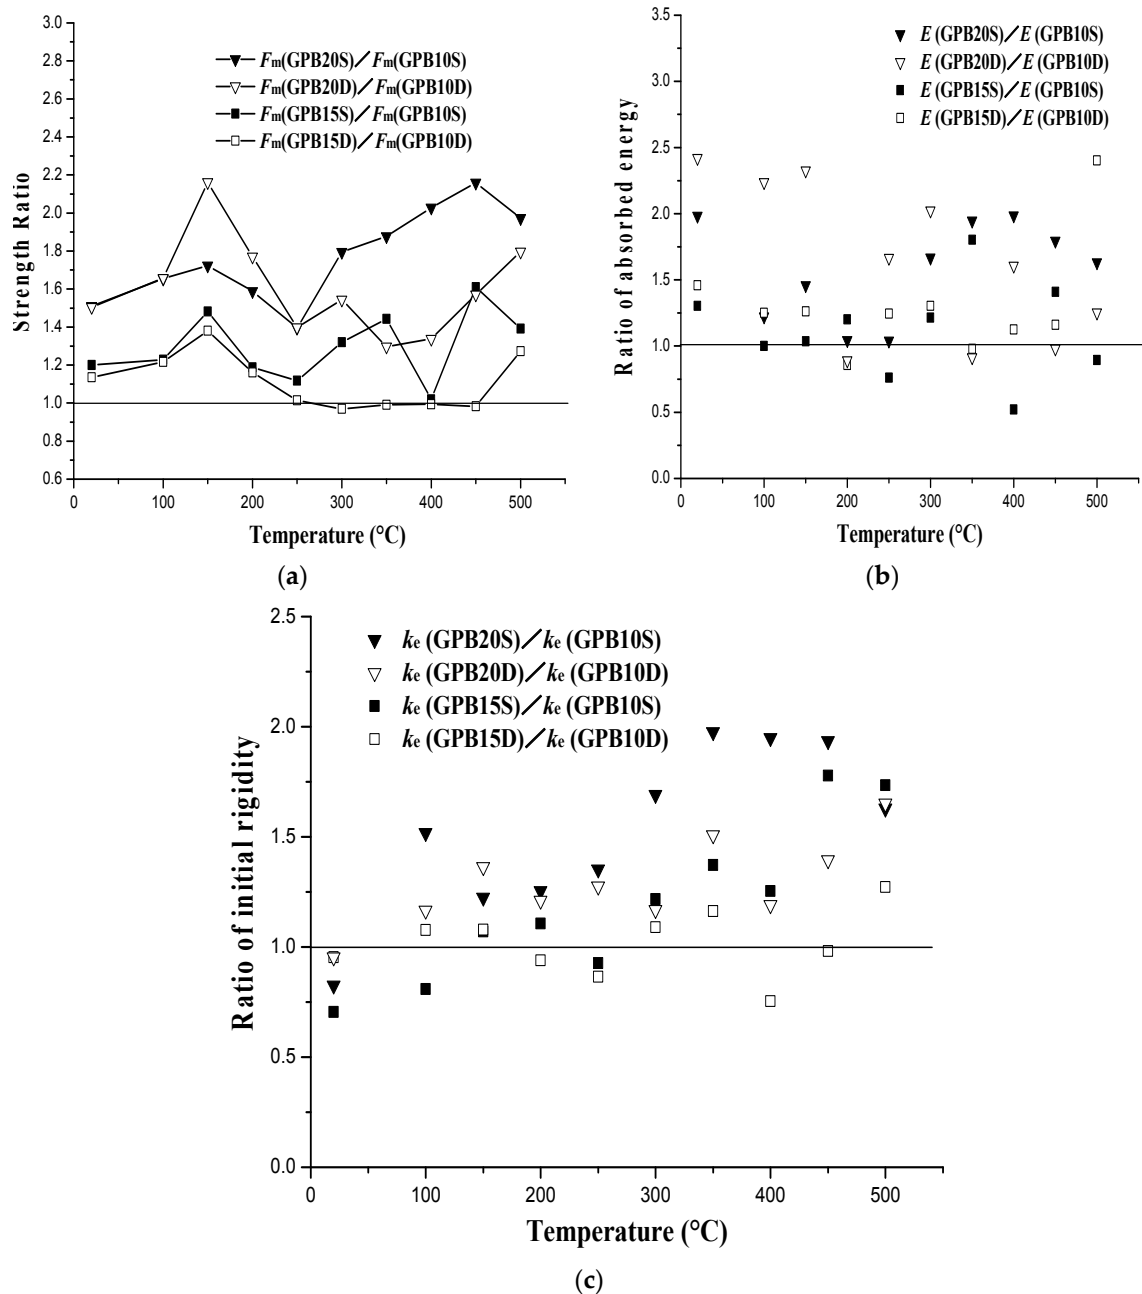 3.0
2.8
2.6
2.4
2.2
2.0
1.8
1.6
1.4
1.2
1.0
0.8
0.6
Strength Ratio
Fm(GPB20S)/Fm(GPB10S)
Fm(GPB20D)/Fm(GPB10D)
Fm(GPB15S)/Fm(GPB10S)
Fm(GPB15D)/Fm(GPB10D)
0 100 200 300 400 500
Temperature (°C)
(a)
3.5
3.0
2.5
2.0
1.5
1.0
0.5
0.0
Ratio of absorbed energy
E (GPB20S)/E (GPB10S)
E (GPB20D)/E (GPB10D)
E (GPB15S)/E (GPB10S)
E (GPB15D)/E (GPB10D)
0 100 200 300 400 500
Temperature (°C)
(b)
2.5
2.0
1.5
1.0
0.5
0.0
Ratio of initial rigidity
ke (GPB20S)/ke (GPB10S)
ke (GPB20D)/ke (GPB10D)
ke (GPB15S)/ke (GPB10S)
ke (GPB15D)/ke (GPB10D)
0 100 200 300 400 500
Temperature (°C)
(c)